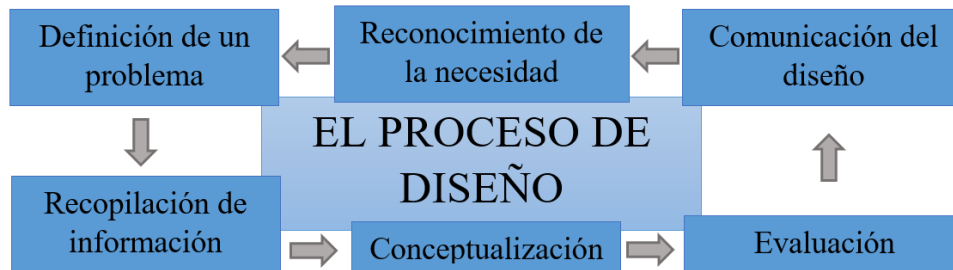 Definición de un
problema
Reconocimiento de
la necesidad
Comunicación del
diseño
EL PROCESO DE
DISEÑO
Recopilación de
información
Conceptualización
Evaluación